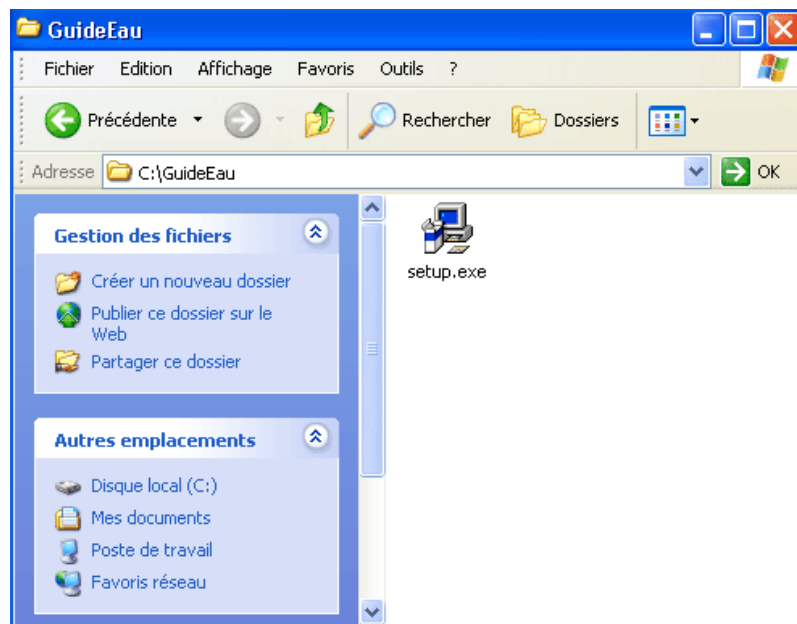 GuideEau
Fichier Edition Affichage Favoris Outils ?
Précédente Rechercher Dossiers
Adresse C:\GuideEau OK
Gestion des fichiers
Créer un nouveau dossier
Publier ce dossier sur le
Web
Partager ce dossier
Autres emplacements
Disque local (C:)
Mes documents
Poste de travail
Favoris réseau
setup.exe